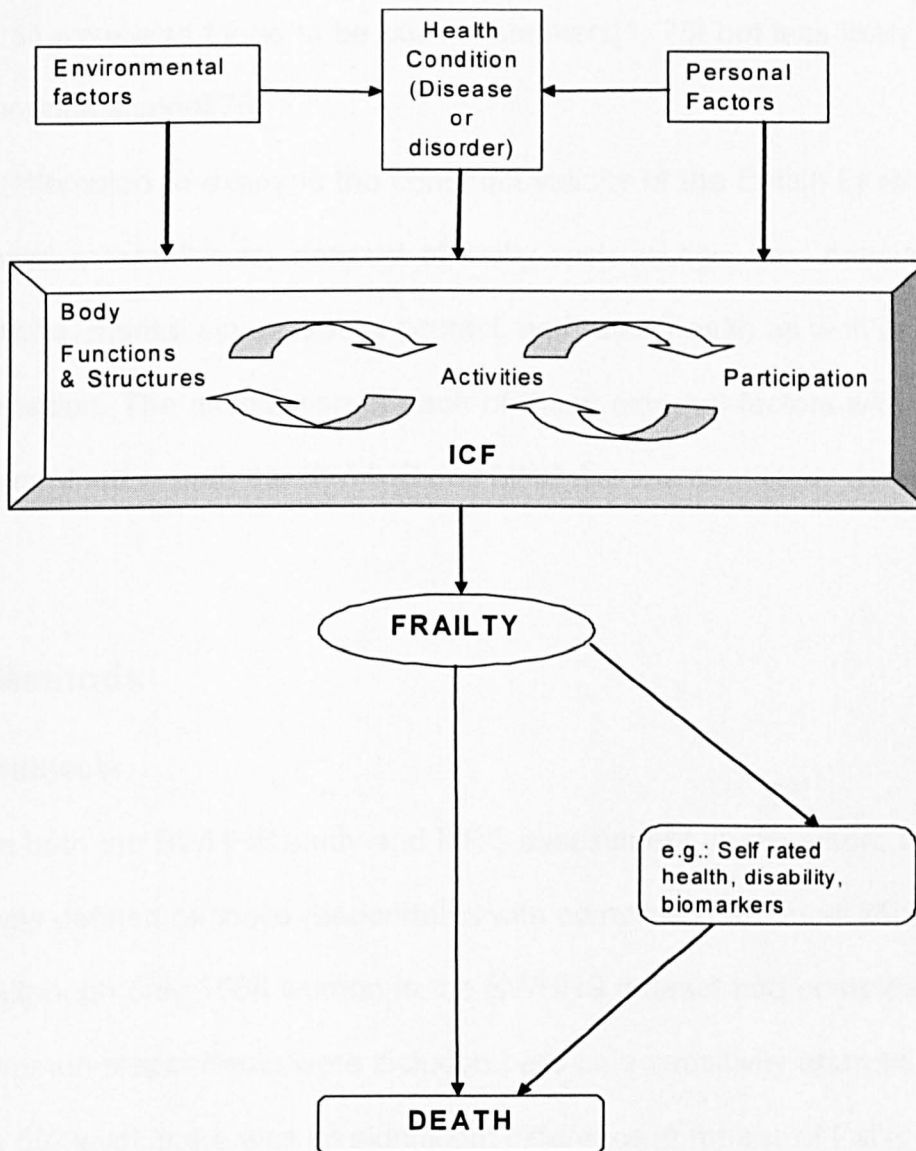 Environmental
factors
Health
Condition
(Disease
or
disorder)
Personal
Factors
Body
Functions
& Structures
Activities
Participation
ICF
FRAILTY
e.g.: Self rated
health, disability,
biomarkers
DEATH